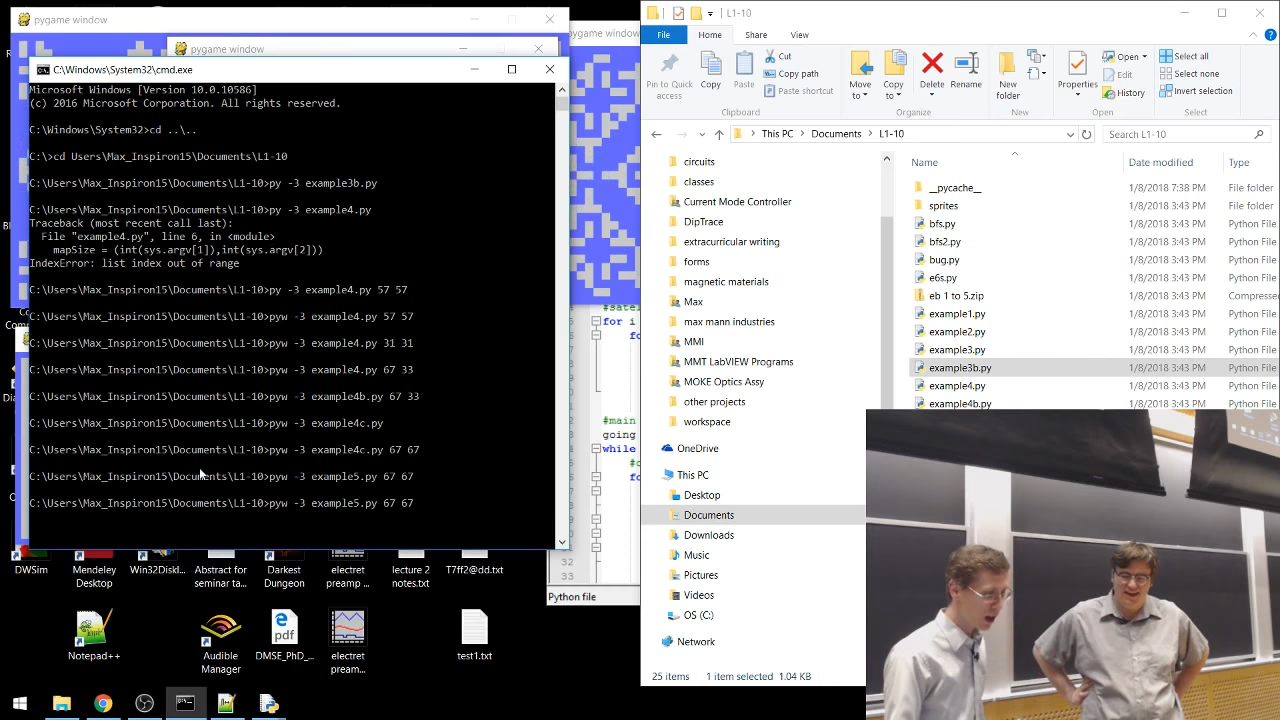 pygame window
pygame window
pygame window
C:\Windows\System32\cmd.exe
Microsoft Windows [Version 10.0.10586]
(c) 2016 Microsoft Corporation. All rights reserved.
C:\Windows\System32>cd ..\..
C:\>cd Users\Max_Inspiron15\Documents\L1-10
C:\Users\Max_Inspiron15\Documents\L1-10>py -3 example3b.py
C:\Users\Max_Inspiron15\Documents\L1-10>py -3 example4.py
Traceback (most recent call last):
File "example4.py", line 6, in <module>
mapSize = (int(sys.argv[1]),int(sys.argv[2]))
IndexError: list index out of range
C:\Users\Max_Inspiron15\Documents\L1-10>py -3 example4.py 57 57
C:\Users\Max_Inspiron15\Documents\L1-10>pyw -3 example4.py 57 57
C:\Users\Max_Inspiron15\Documents\L1-10>pyw -3 example4.py 31 31
C:\Users\Max_Inspiron15\Documents\L1-10>pyw -3 example4.py 67 33
C:\Users\Max_Inspiron15\Documents\L1-10>pyw -3 example4b.py 67 33
C:\Users\Max_Inspiron15\Documents\L1-10>pyw -3 example4c.py
C:\Users\Max_Inspiron15\Documents\L1-10>pyw -3 example4c.py 67 67
C:\Users\Max_Inspiron15\Documents\L1-10>pyw -3 example5.py 67 67
C:\Users\Max_Inspiron15\Documents\L1-10>pyw -3 example5.py 67 67
for i
#main
going
while
32
33
Python file
DWSim
Mendeley Desktop
Win32Diskl...
Abstract for seminar ta...
Darkest Dungeon
electret preamp ...
lecture 2 notes.txt
T7ff2@dd.txt
Notepad++
Audible Manager
pdf
DMSE_PhD_...
electret pream...
test1.txt
L1-10
File
Home
Share
View
Pin to Quick access
Copy
Paste
Cut
Copy path
Paste shortcut
Clipboard
Move to
Copy to
Delete
Rename
Organize
New folder
New
Properties
Edit
History
Open
Select all
Select none
Invert selection
Select
This PC
Documents
L1-10
Search L1-10
circuits
classes
Current Mode Controller
DipTrace
extracurricular writing
forms
magnetic materials
Max
max mann industries
MMI
MMT LabVIEW Programs
MOKE Optics Assy
other projects
workspace
OneDrive
This PC
Desktop
Documents
Downloads
Music
Pictures
Videos
OS (C:)
Network
Name Date modified Type
__pycache__ 1/8/2018 7:38 PM File folder
sprites 1/8/2018 3:43 PM File folder
bfs.py 1/8/2018 3:43 PM Python File
bfs2.py 1/8/2018 3:43 PM Python File
bug.py 1/8/2018 3:43 PM Python File
e6s.py 1/8/2018 3:43 PM Python File
eb 1 to 5.zip 1/8/2018 3:43 PM Compresse
example1.py 1/8/2018 3:43 PM Python File
example2.py 1/8/2018 3:43 PM Python File
example3.py 1/8/2018 3:43 PM Python File
example3b.py 1/8/2018 3:43 PM Python File
example4.py 1/8/2018 3:43 PM Python File
example4b.py 1/8/2018 3:43 PM Python File
25 items
1 item selected 1.04 KB